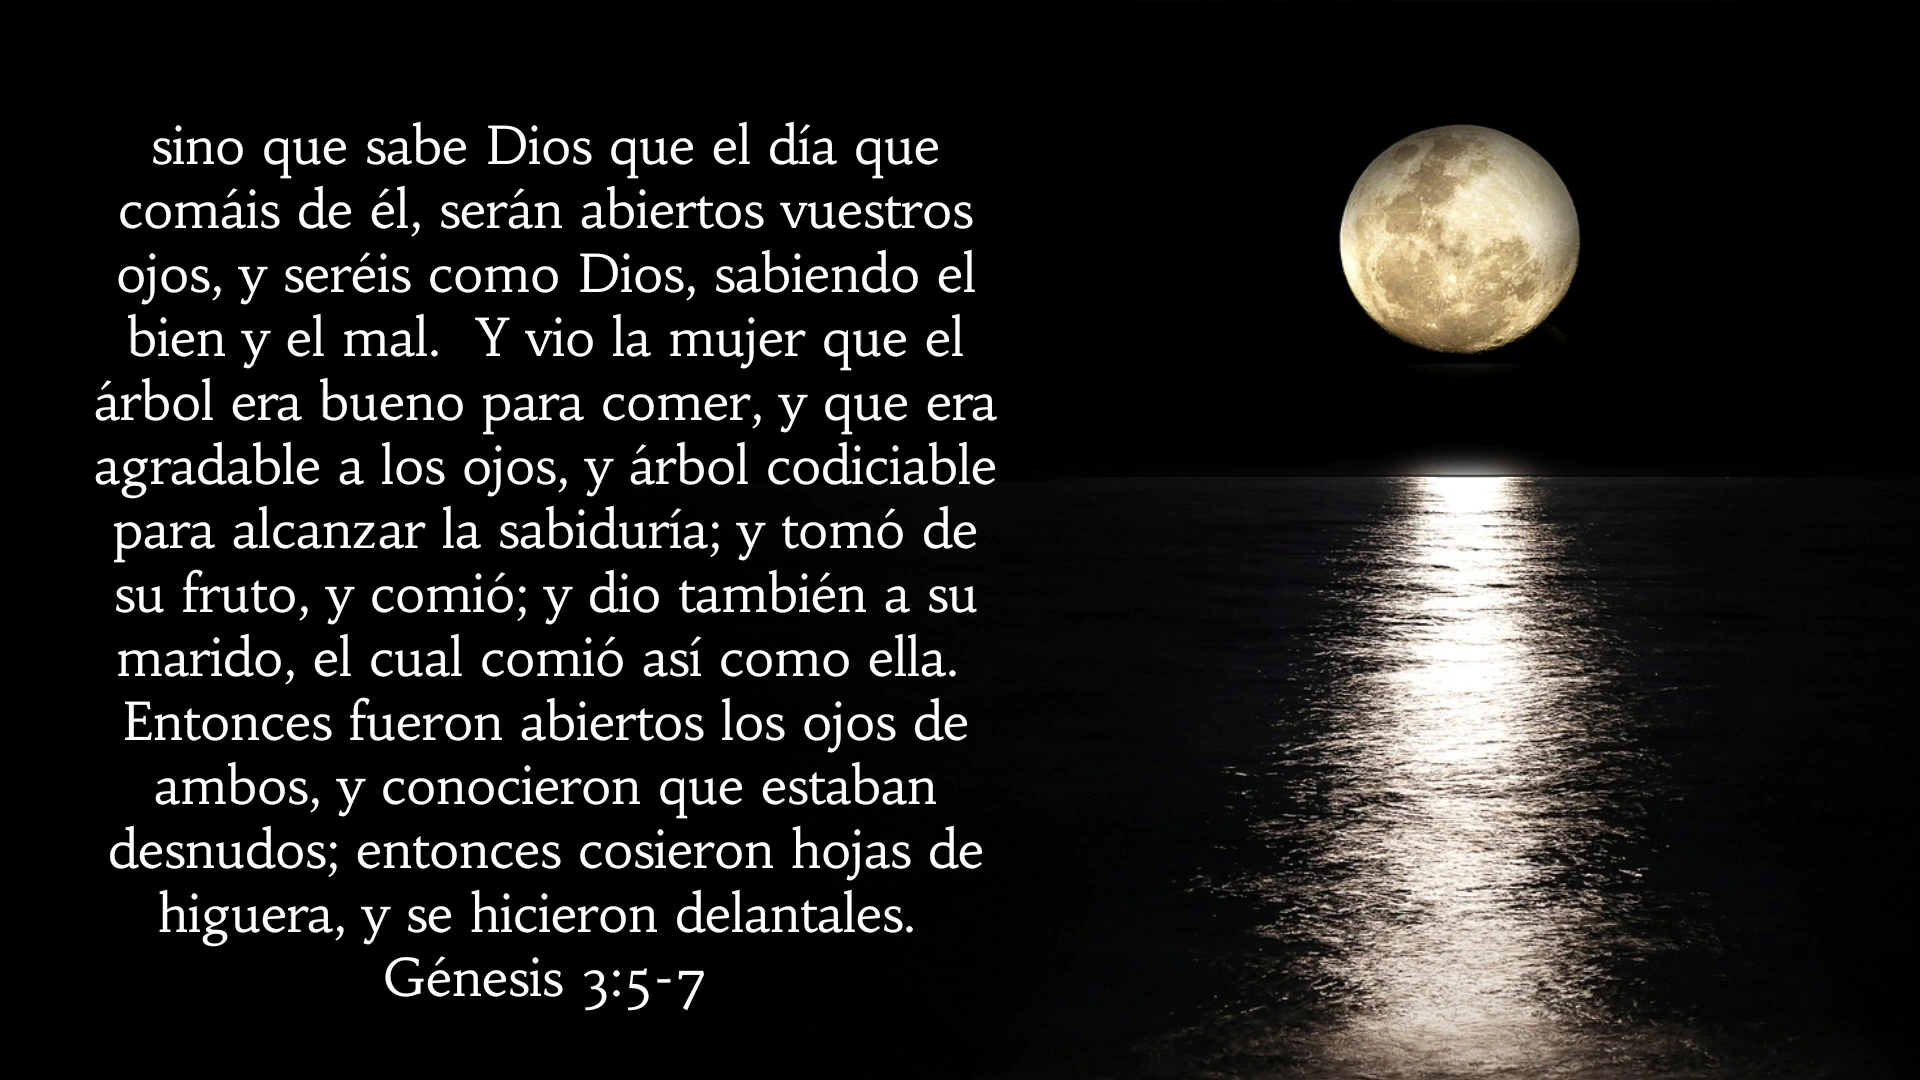 sino que sabe Dios que el día que
comáis de él, serán abiertos vuestros
ojos, y seréis como Dios, sabiendo el
bien y el mal.  Y vio la mujer que el
árbol era bueno para comer, y que era
agradable a los ojos, y árbol codiciable
para alcanzar la sabiduría; y tomó de
su fruto, y comió; y dio también a su
marido, el cual comió así como ella.
Entonces fueron abiertos los ojos de
ambos, y conocieron que estaban
desnudos; entonces cosieron hojas de
higuera, y se hicieron delantales.
Génesis 3:5-7